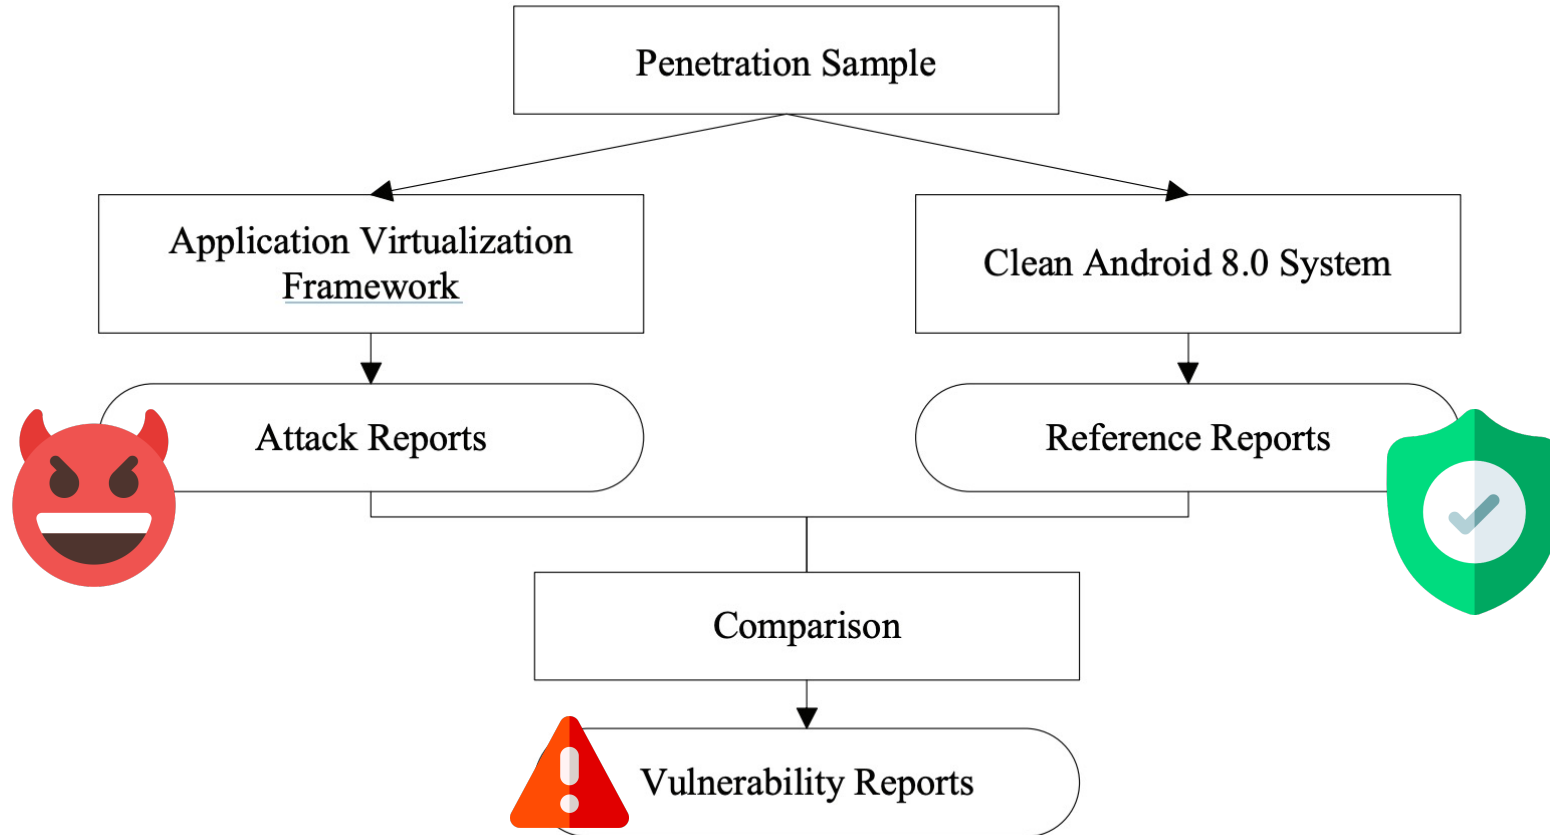 Penetration Sample
Application Virtualization
Framework
Clean Android 8.0 System
Attack Reports
Reference Reports
Comparison
Vulnerability Reports